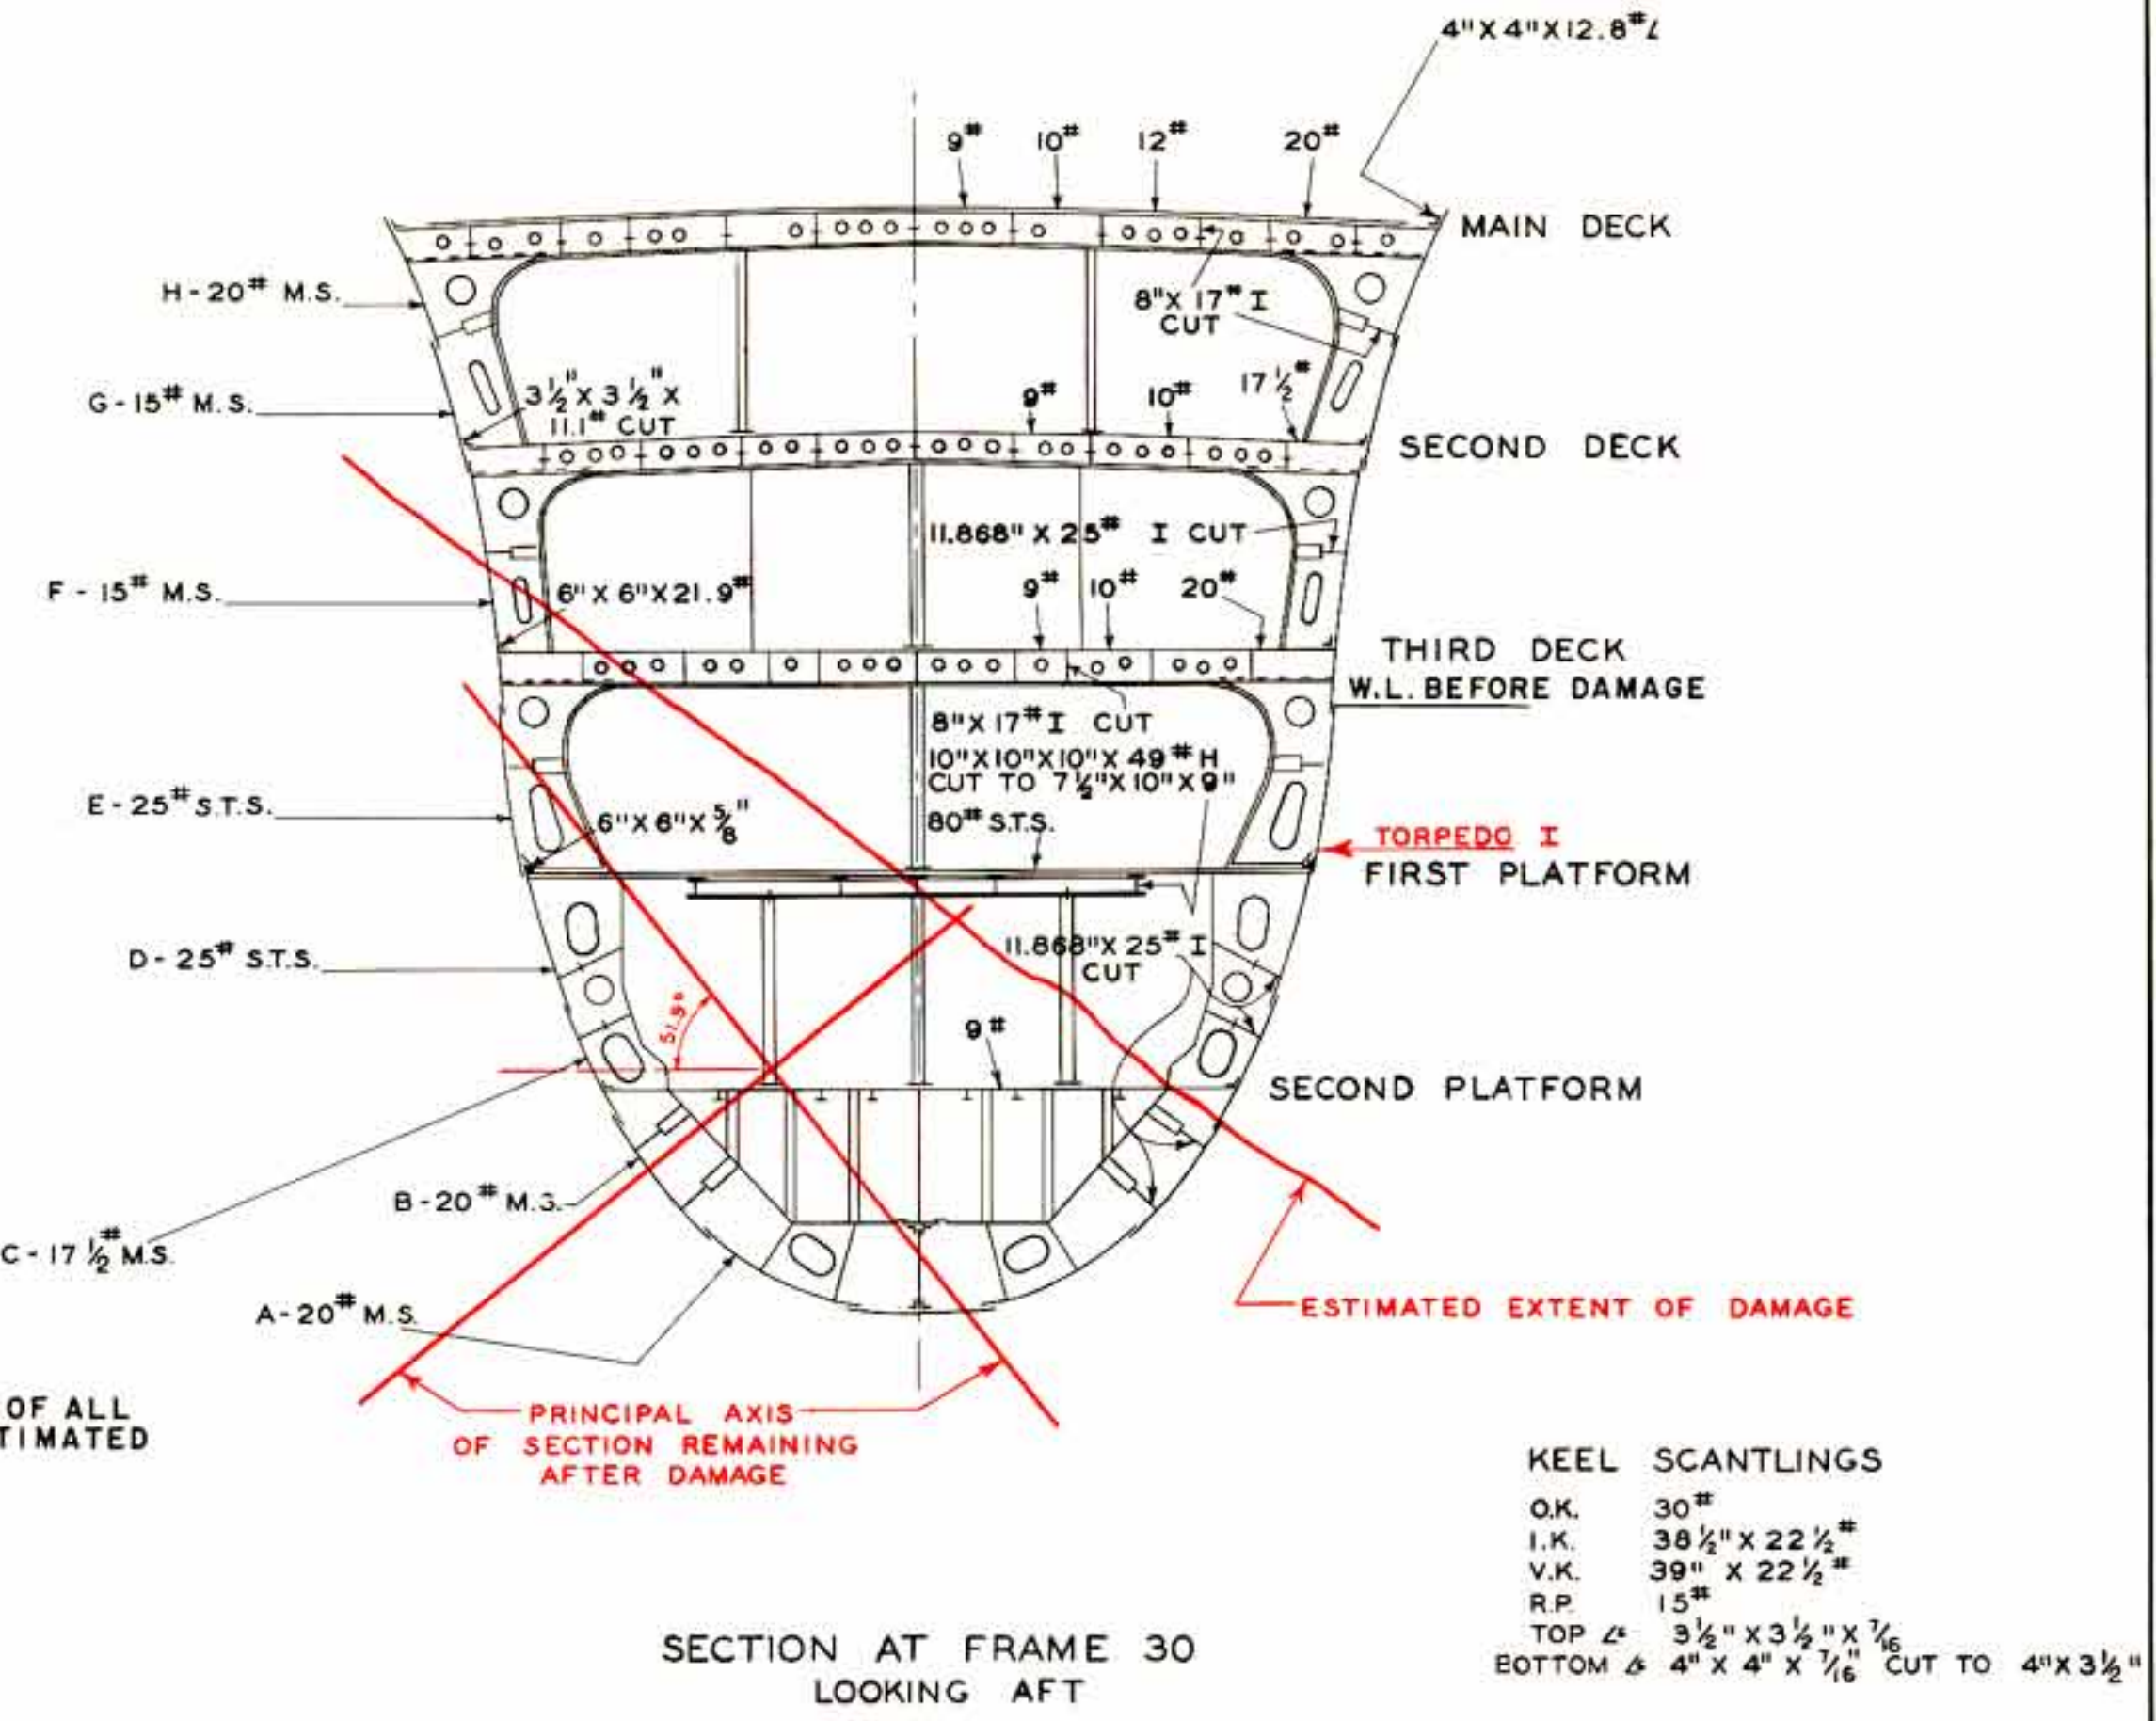 4"X4"X12.8#∠
9# 10# 12# 20#
MAIN DECK
H-20# M.S.
8"X 17# I
CUT
G-15# M.S.
3½"X 3½"X
11.1# CUT
9# 10# 17½#
SECOND DECK
11.868" X 25# I CUT
F-15# M.S.
6"X 6"X21.9#
9# 10# 20#
THIRD DECK
W.L. BEFORE DAMAGE
8"X 17# I CUT
10"X10"X10"X 49# H
CUT TO 7½"X10"X9"
E-25# S.T.S.
6"X6"X⅝"
80# S.T.S.
TORPEDO I
FIRST PLATFORM
D-25# S.T.S.
11.868"X 25# I
CUT
51.9°
9#
SECOND PLATFORM
B-20# M.S.
C-17½# M.S.
A-20# M.S.
ESTIMATED EXTENT OF DAMAGE
OF ALL
TIMATED
PRINCIPAL AXIS
OF SECTION REMAINING
AFTER DAMAGE
KEEL SCANTLINGS
O.K. 30#
I.K. 38½"X 22½#
V.K. 39" X 22½#
R.P. 15#
TOP ∠s 3½"X3½"X 7/16
BOTTOM ∠s 4"X 4"X 7/16" CUT TO 4"X3½"
SECTION AT FRAME 30
LOOKING AFT